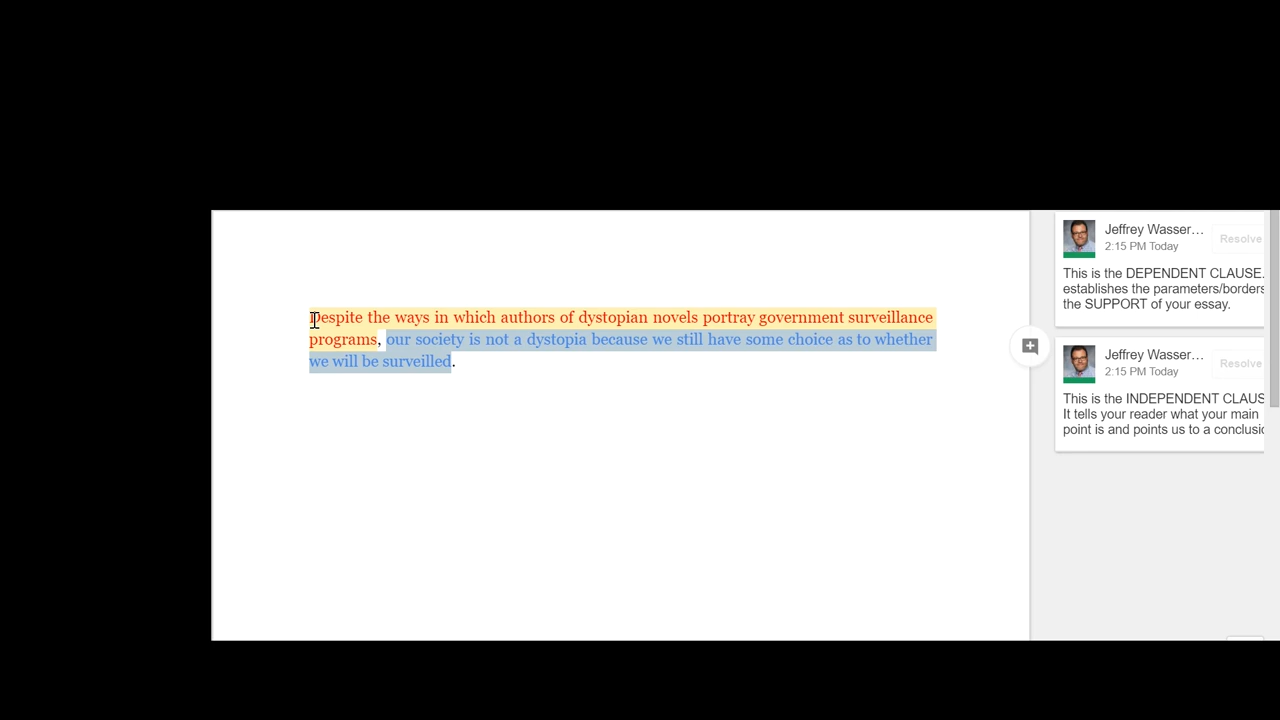 Despite the ways in which authors of dystopian novels portray government surveillance
programs, our society is not a dystopia because we still have some choice as to whether
we will be surveilled.
Jeffrey Wasser...
Resolve
2:15 PM Today
This is the DEPENDENT CLAUSE.
establishes the parameters/borders
the SUPPORT of your essay.
Jeffrey Wasser...
Resolve
2:15 PM Today
This is the INDEPENDENT CLAUS
It tells your reader what your main
point is and points us to a conclusio